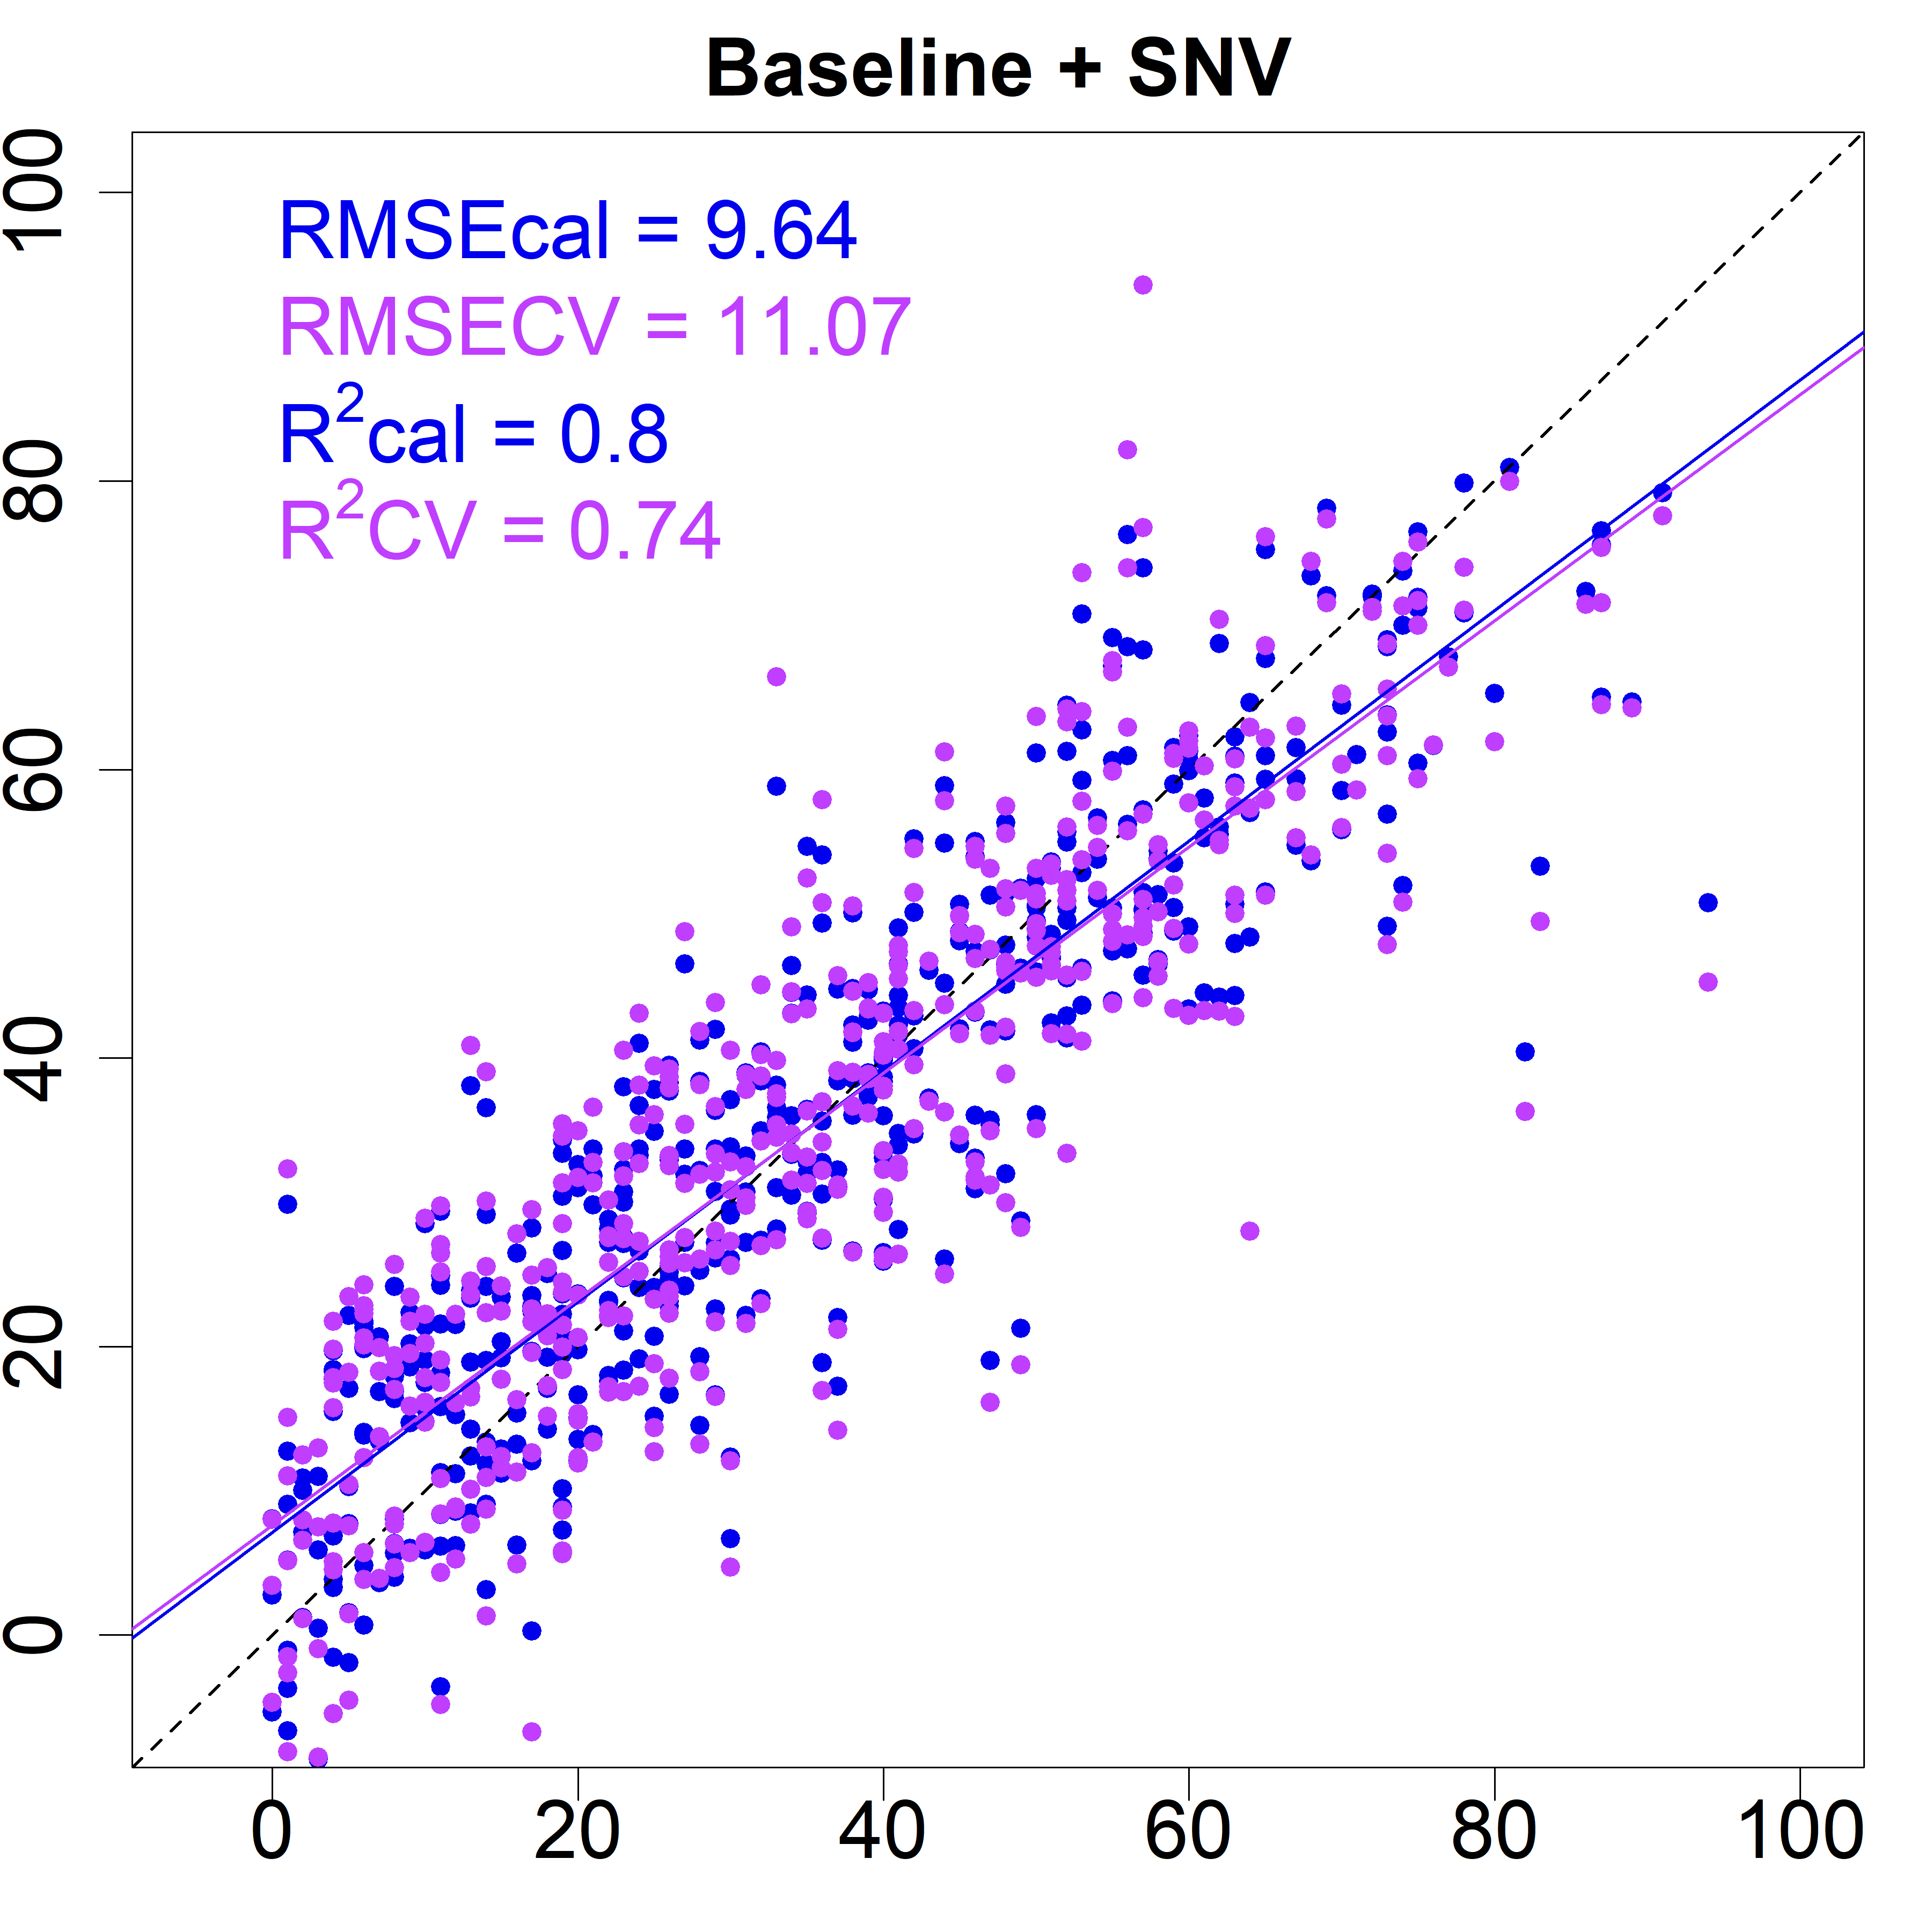 Baseline + SNV
100
80
60
40
20
0
RMSEcal = 9.64
RMSECV = 11.07
R²cal = 0.8
R²CV = 0.74
0 20 40 60 80 100